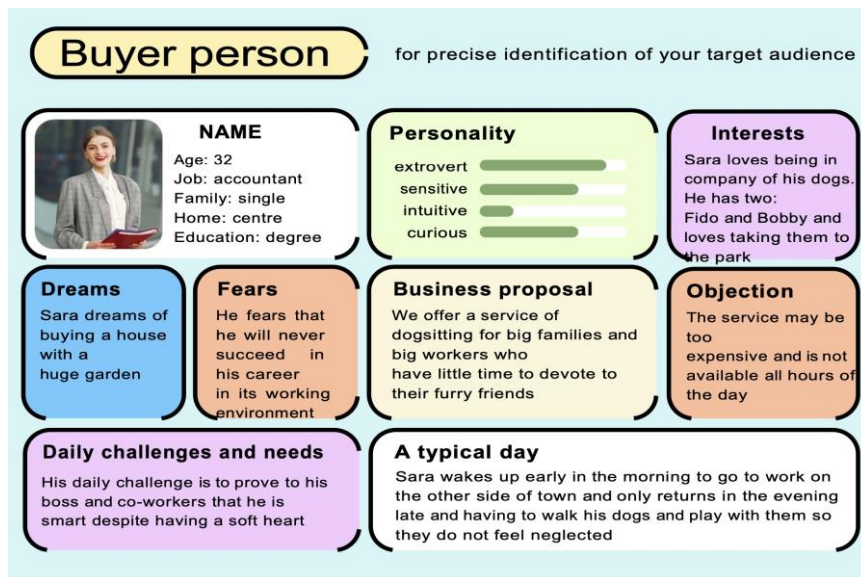 Buyer person
for precise identification of your target audience
NAME
Age: 32
Job: accountant
Family: single
Home: centre
Education: degree
Personality
extrovert
sensitive
intuitive
curious
Interests
Sara loves being in
company of his dogs.
He has two:
Fido and Bobby and
loves taking them to
the park
Dreams
Sara dreams of
buying a house
with a
huge garden
Fears
He fears that
he will never
succeed in
his career
in its working
environment
Business proposal
We offer a service of
dogsitting for big families and
big workers who
have little time to devote to
their furry friends
Objection
The service may be
too
expensive and is not
available all hours of
the day
Daily challenges and needs
His daily challenge is to prove to his
boss and co-workers that he is
smart despite having a soft heart
A typical day
Sara wakes up early in the morning to go to work on
the other side of town and only returns in the evening
late and having to walk his dogs and play with them so
they do not feel neglected